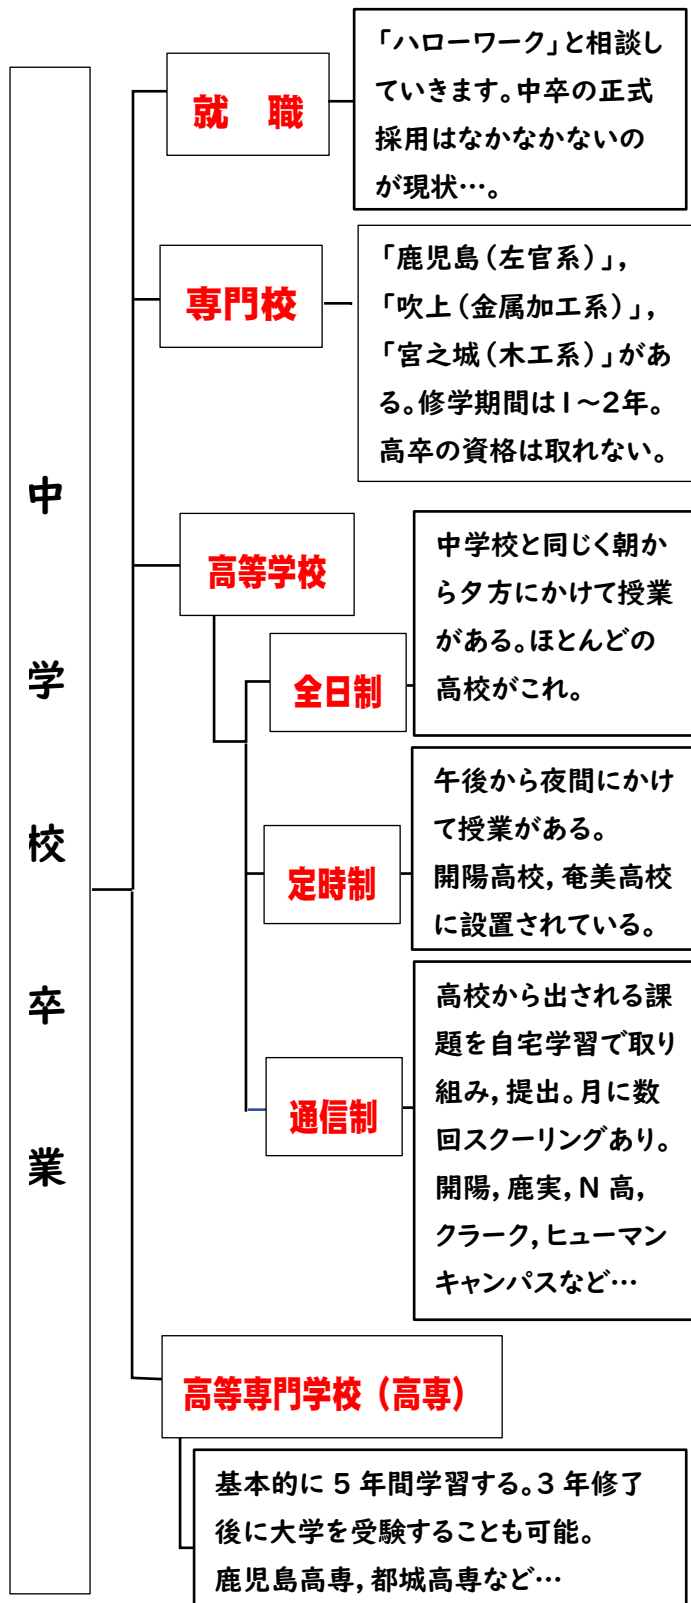 中学校卒業
就　職
「ハローワーク」と相談し
ていきます。中卒の正式
採用はなかなかないの
が現状…。
専門校
「鹿児島（左官系）」，
「吹上（金属加工系）」，
「宮之城（木工系）」があ
る。修学期間は1～2年。
高卒の資格は取れない。
高等学校
全日制
中学校と同じく朝か
ら夕方にかけて授業
がある。ほとんどの
高校がこれ。
定時制
午後から夜間にかけ
て授業がある。
開陽高校，奄美高校
に設置されている。
通信制
高校から出される課
題を自宅学習で取り
組み，提出。月に数
回スクーリングあり。
開陽，鹿実，N 高，
クラーク，ヒューマン
キャンパスなど…
高等専門学校（高専）
基本的に 5 年間学習する。3 年修了
後に大学を受験することも可能。
鹿児島高専，都城高専など…